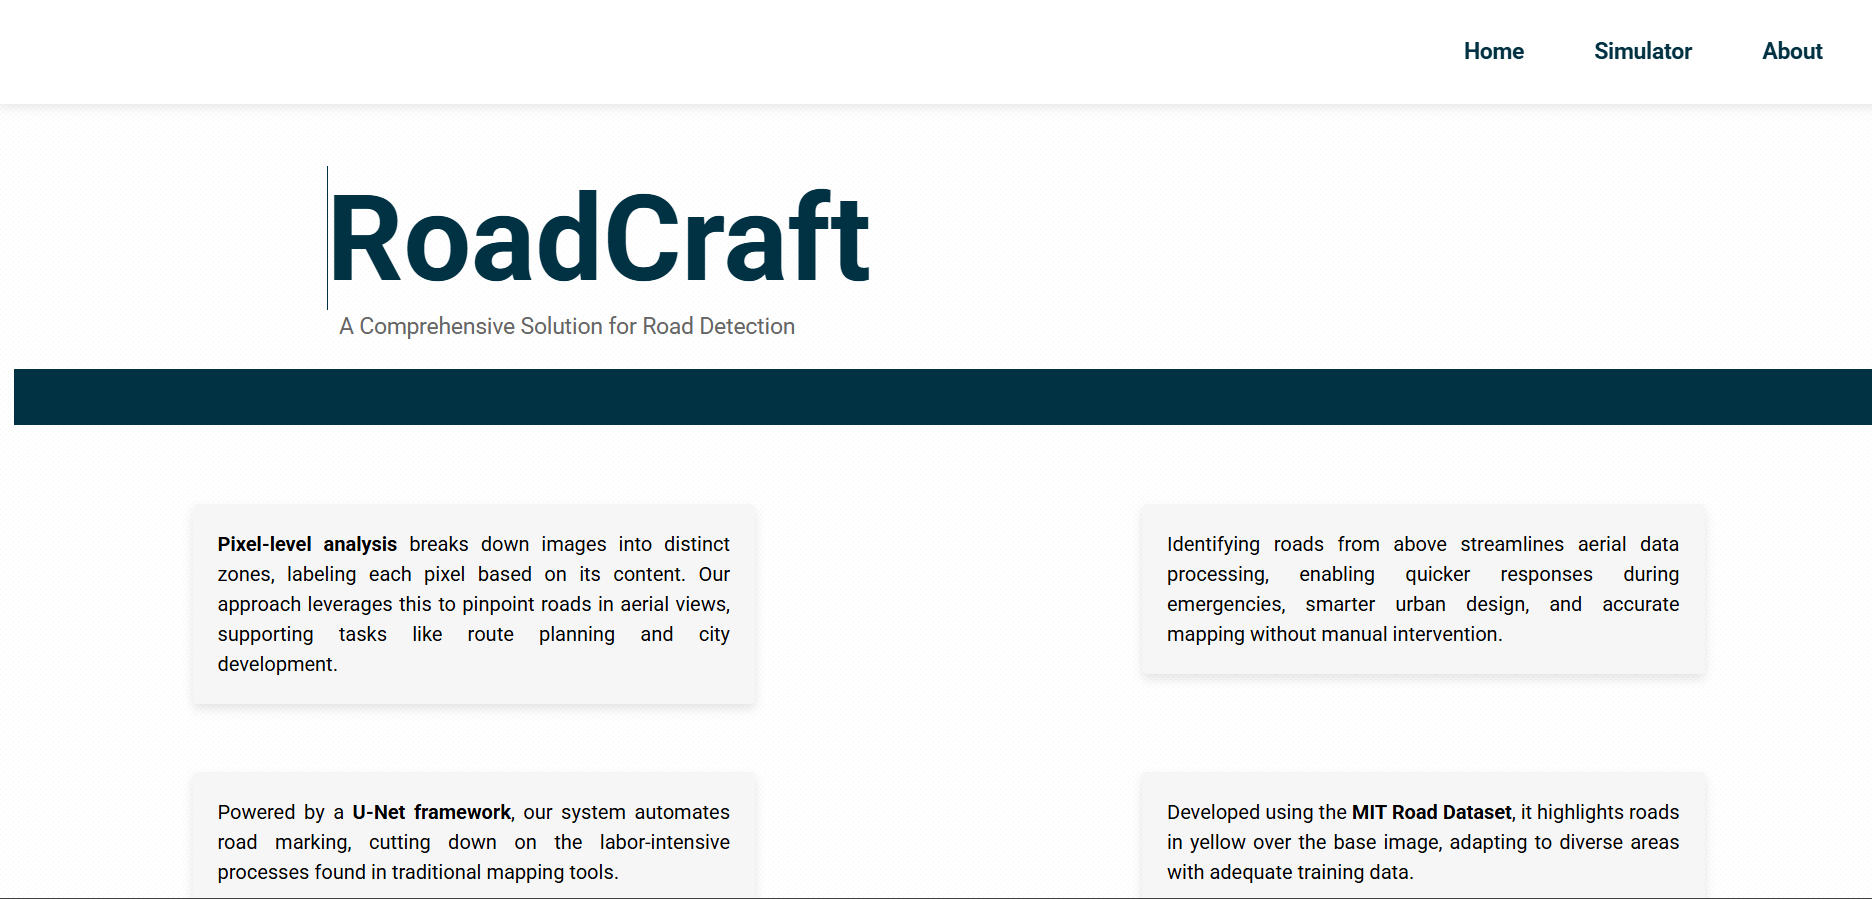 Home Simulator About
RoadCraft
A Comprehensive Solution for Road Detection
Pixel-level analysis breaks down images into distinct
zones, labeling each pixel based on its content. Our
approach leverages this to pinpoint roads in aerial views,
supporting tasks like route planning and city
development.
Identifying roads from above streamlines aerial data
processing, enabling quicker responses during
emergencies, smarter urban design, and accurate
mapping without manual intervention.
Powered by a U-Net framework, our system automates
road marking, cutting down on the labor-intensive
processes found in traditional mapping tools.
Developed using the MIT Road Dataset, it highlights roads
in yellow over the base image, adapting to diverse areas
with adequate training data.